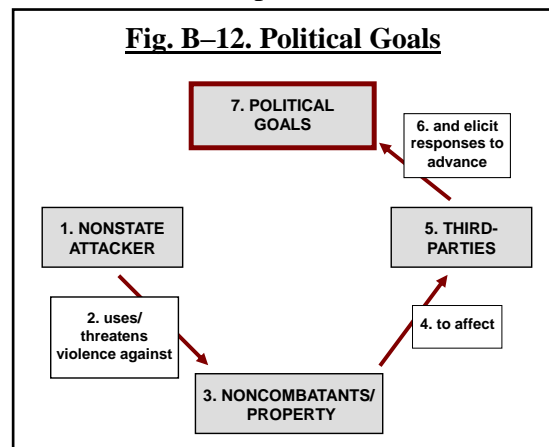 Fig. B–12. Political Goals
7. POLITICAL
GOALS
6. and elicit
responses to
advance
1. NONSTATE
ATTACKER
5. THIRD-
PARTIES
2. uses/
threatens
violence against
4. to affect
3. NONCOMBATANTS/
PROPERTY